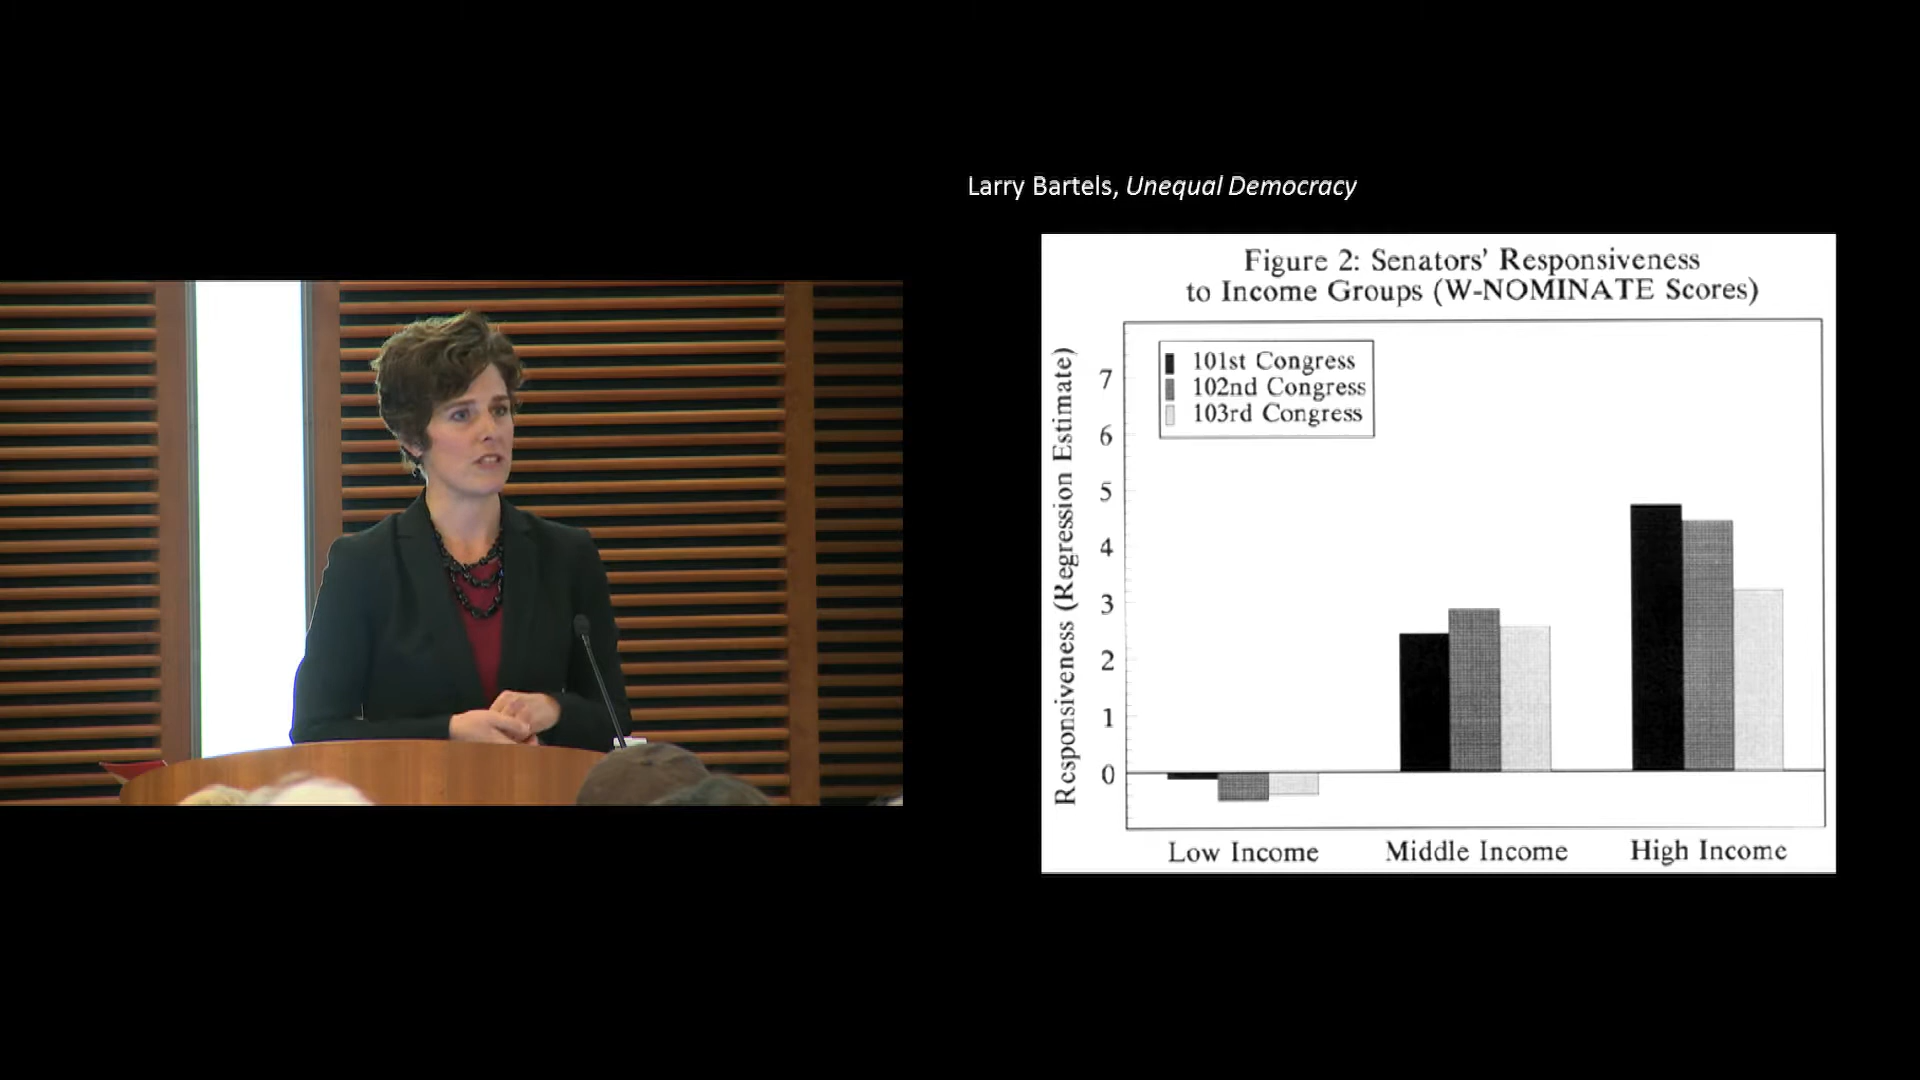 Larry Bartels, Unequal Democracy
Figure 2: Senators' Responsiveness
to Income Groups (W-NOMINATE Scores)
Responsiveness (Regression Estimate)
101st Congress
102nd Congress
103rd Congress
7
6
5
4
3
2
1
0
Low Income Middle Income High Income